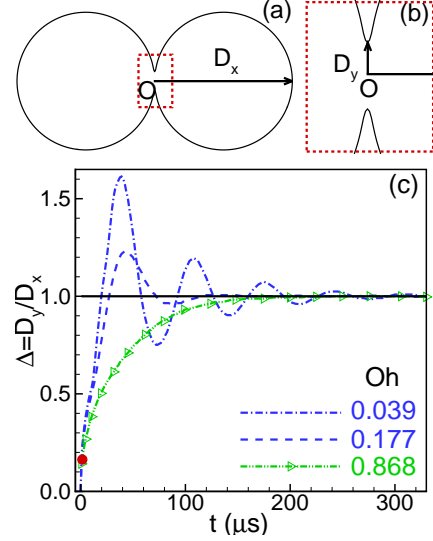 (a)
(b)
D_x
O
D_y
O
(c)
1.5
1.0
0.5
0.0
Δ=D_y/D_x
Oh
0.039
0.177
0.868
0 100 200 300
t (μs)